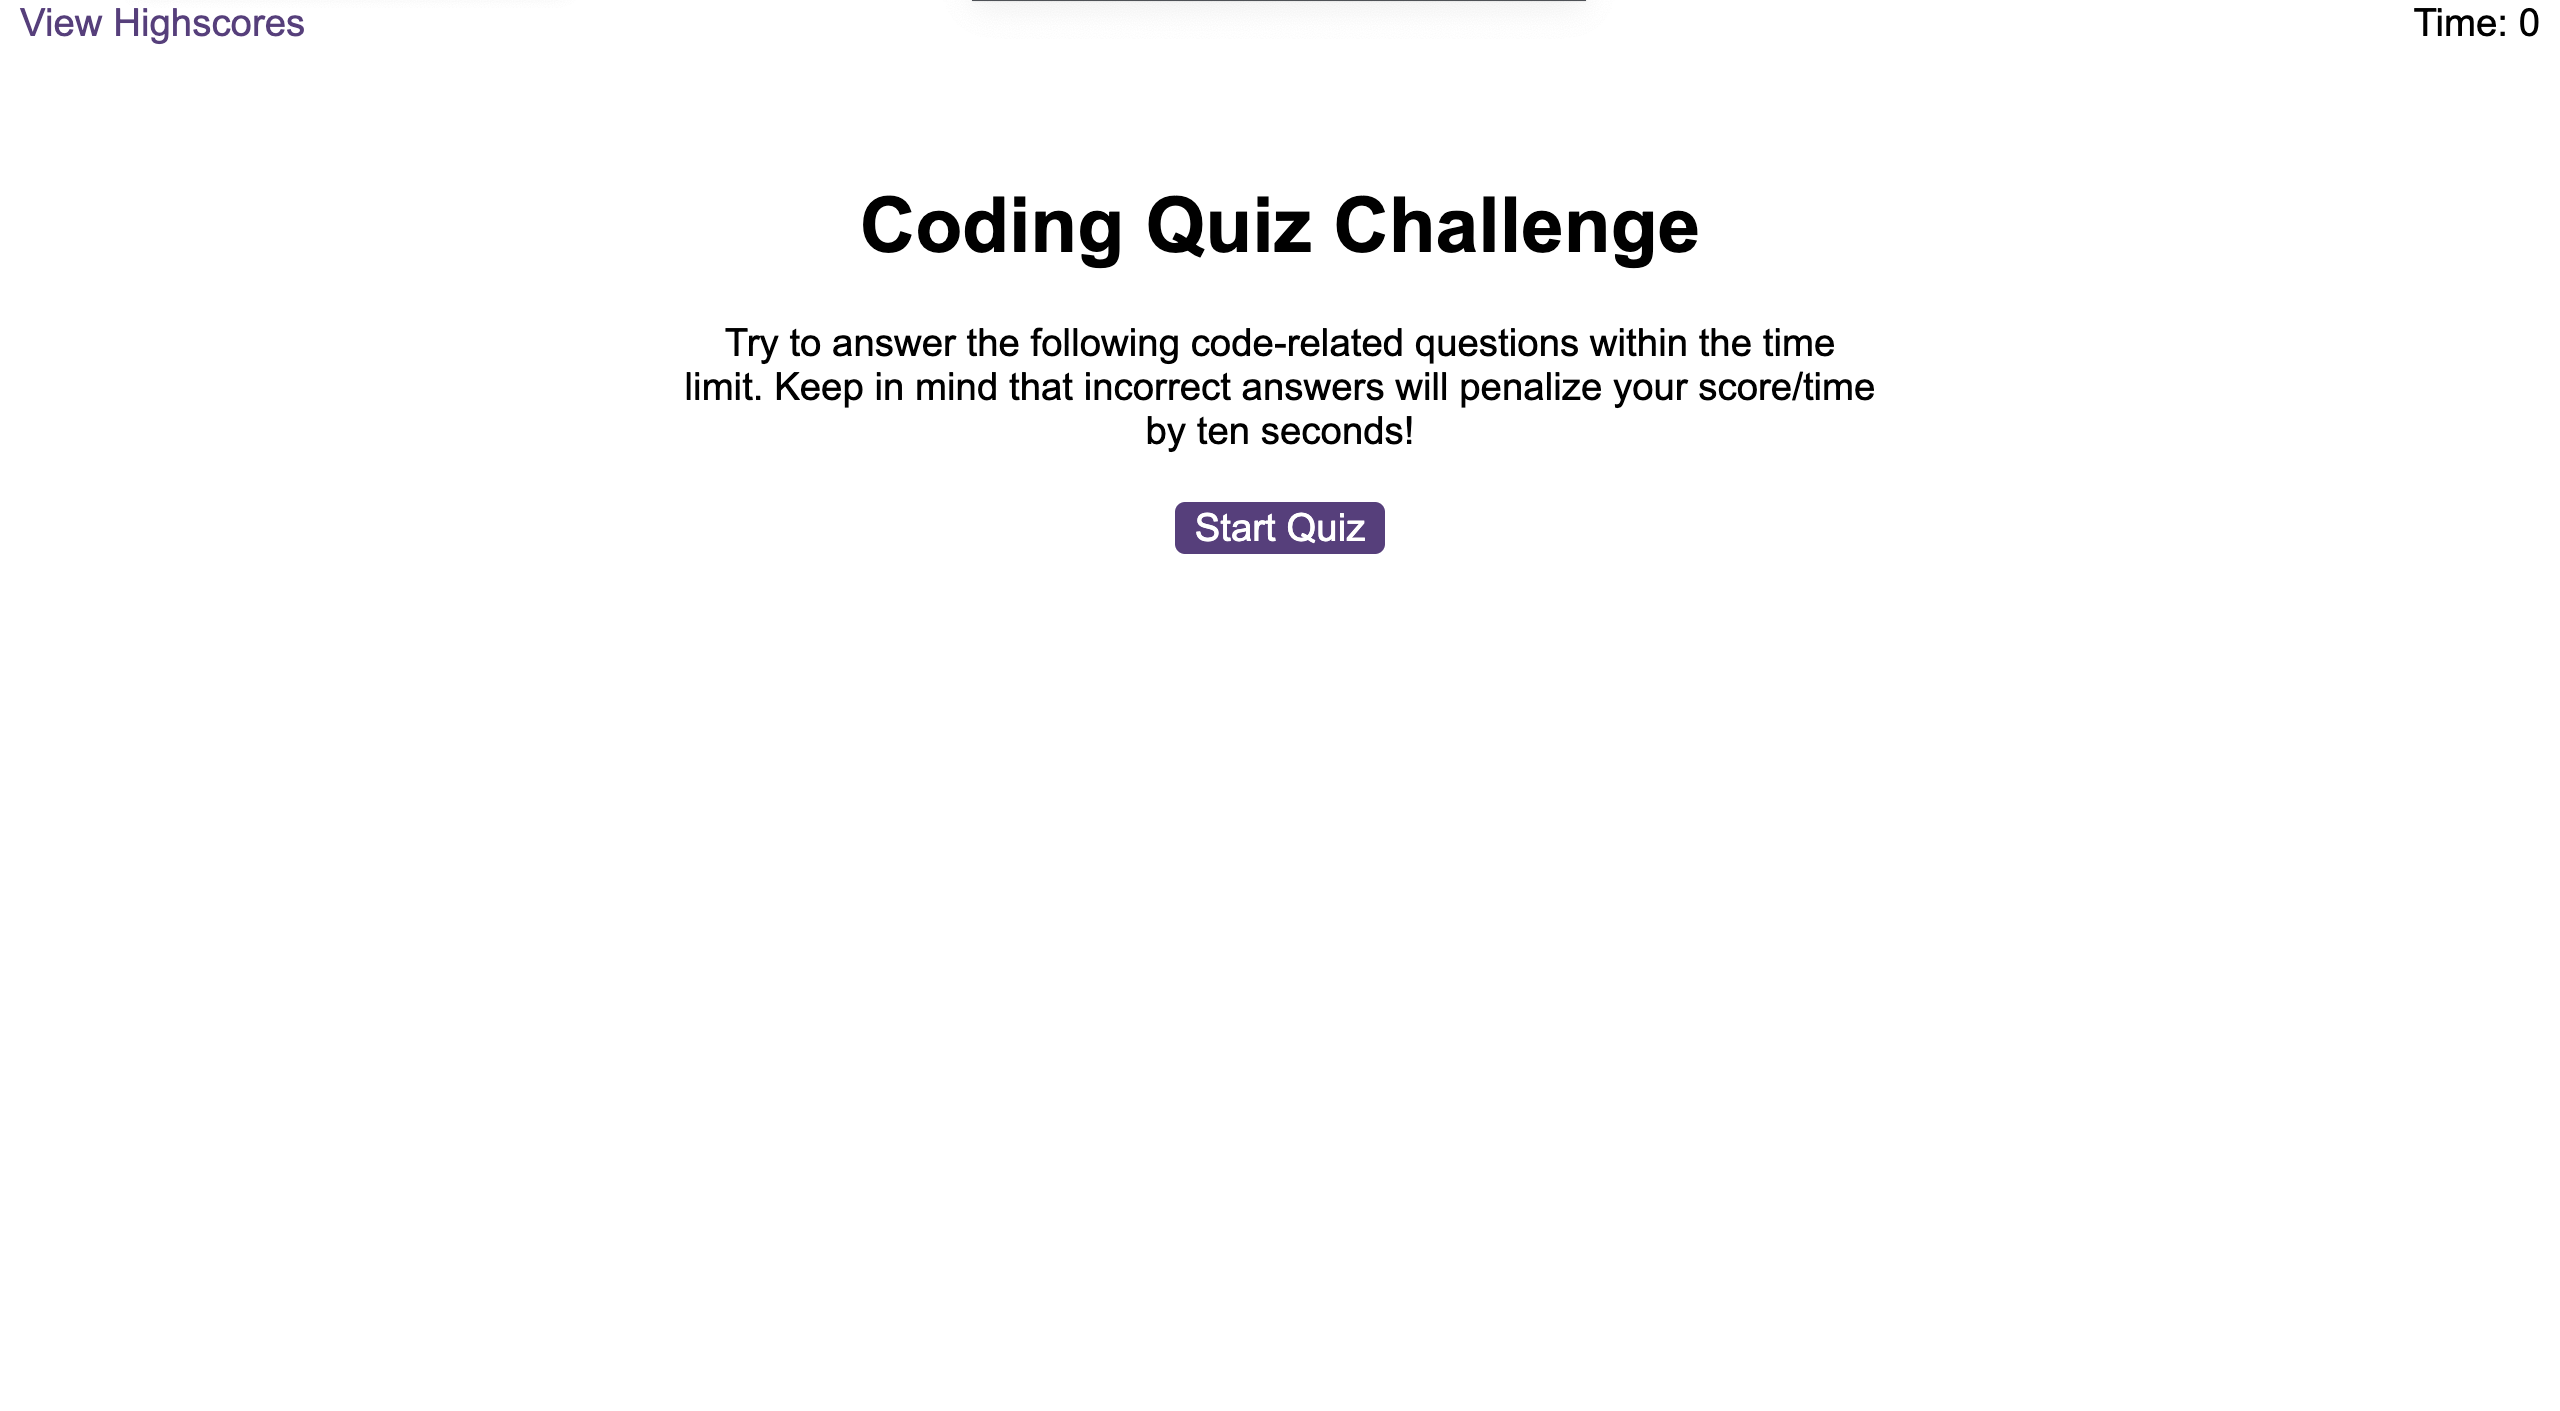 View Highscores
Time: 0
Coding Quiz Challenge
Try to answer the following code-related questions within the time
limit. Keep in mind that incorrect answers will penalize your score/time
by ten seconds!
Start Quiz